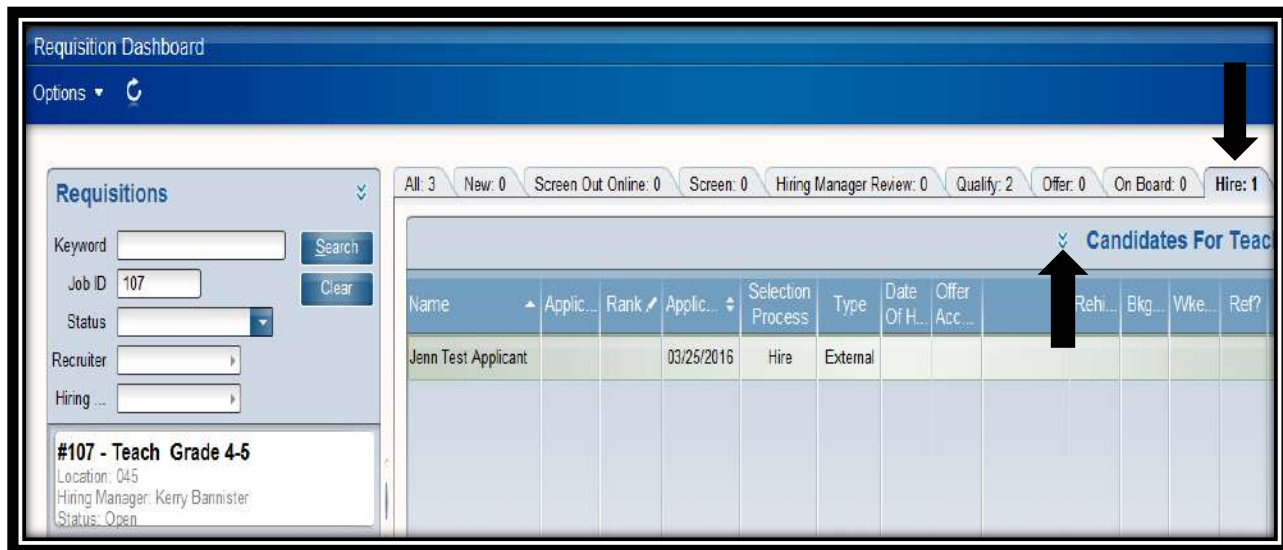 Requisition Dashboard
Options
Requisitions
Keyword
Search
Job ID 107
Clear
Status
Recruiter
Hiring ...
#107 - Teach Grade 4-5
Location: 045
Hiring Manager: Kerry Bannister
Status: Open
All: 3 New: 0 Screen Out Online: 0 Screen: 0 Hiring Manager Review: 0 Qualify: 2 Offer: 0 On Board: 0 Hire: 1
Candidates For Teac
Name Applic... Rank Applic... Selection Process Type Date Of H... Offer Acc... Rehi... Bkg... Wke... Ref?
Jenn Test Applicant 03/25/2016 Hire External